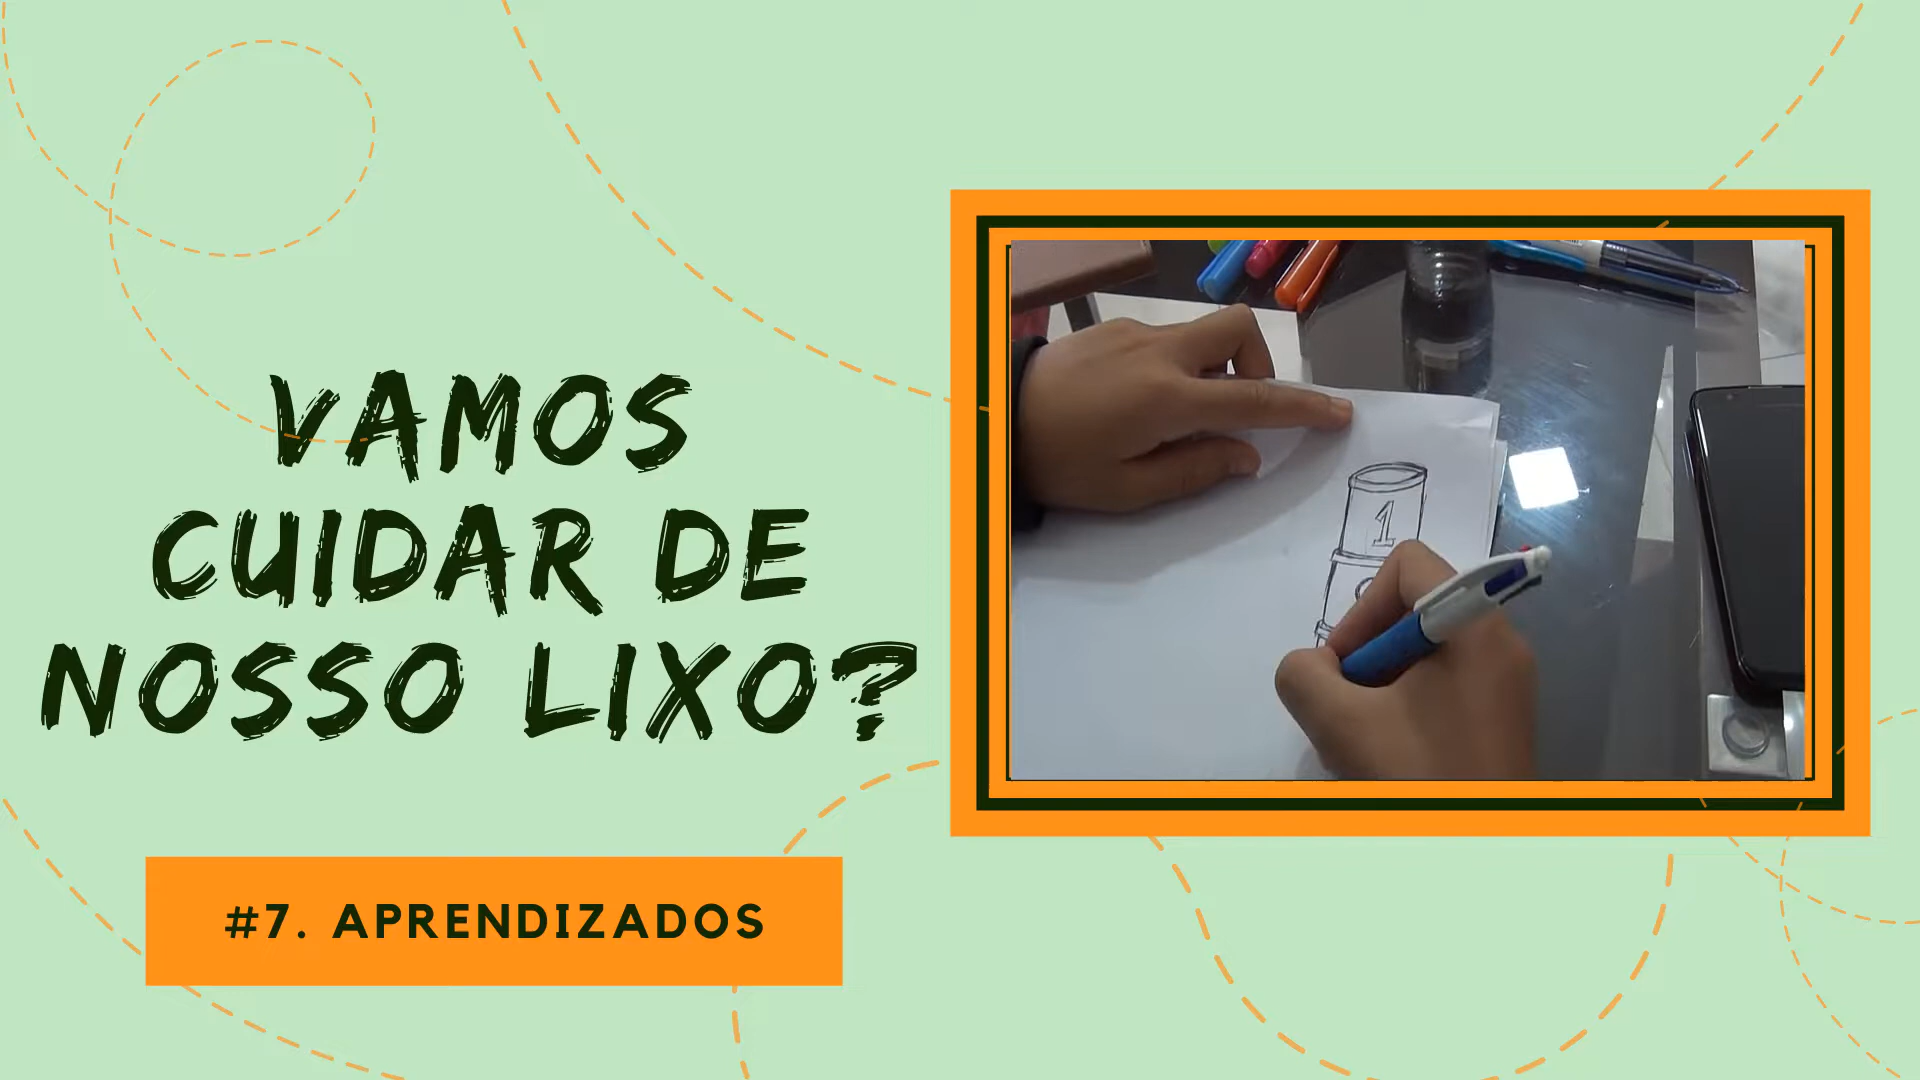 VAMOS
CUIDAR DE
NOSSO LIXO?
#7. APRENDIZADOS
1